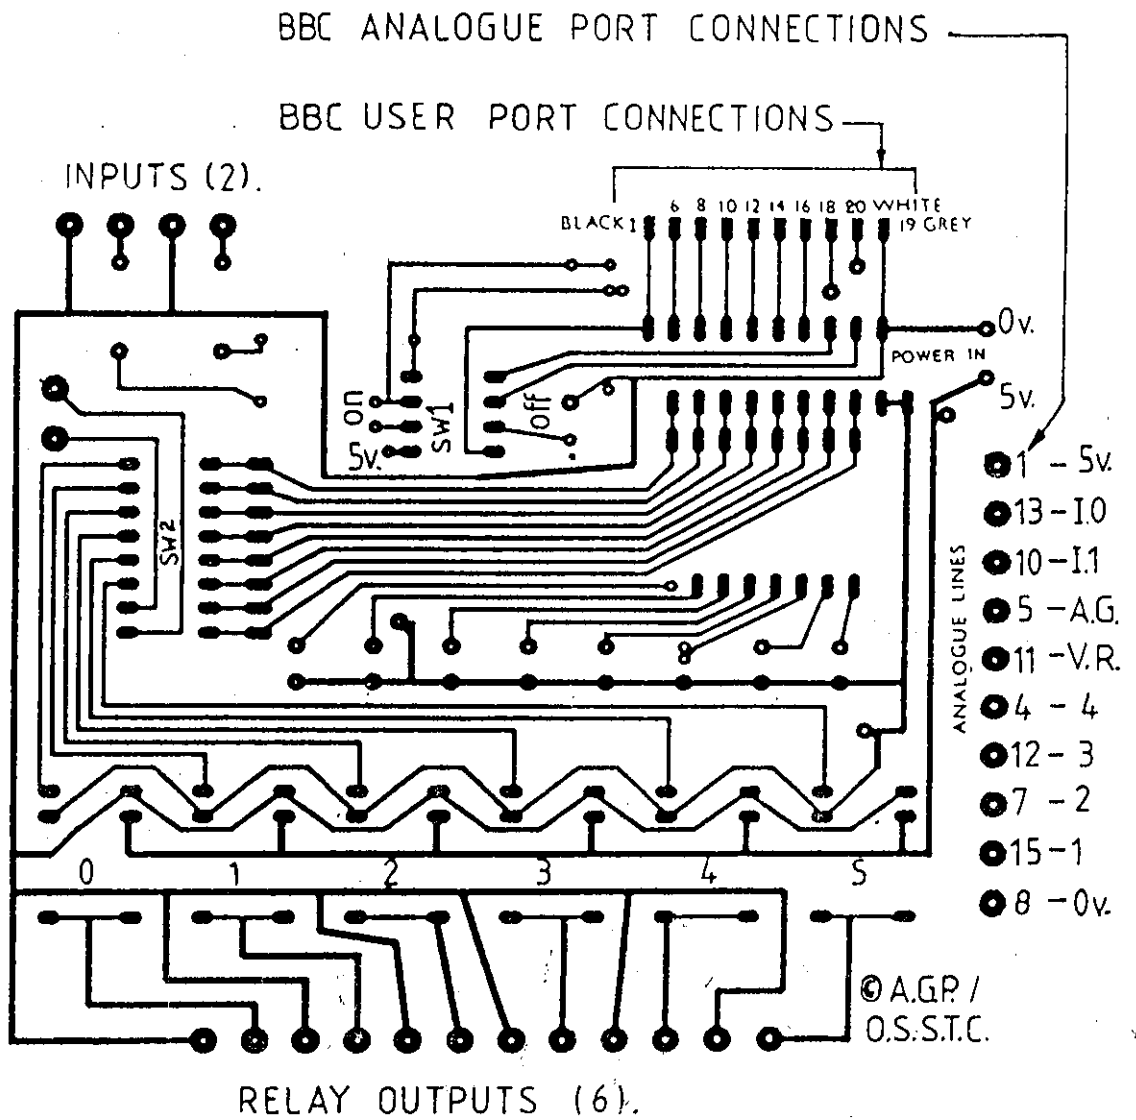 BBC ANALOGUE PORT CONNECTIONS
BBC USER PORT CONNECTIONS
INPUTS (2).
6 8 10 12 14 16 18 20 WHITE
BLACK 1
19 GREY
0v.
POWER IN
5v.
on
SW1
off
5v.
SW2
ANALOGUE LINES
1 - 5v.
13 - I.0
10 - I.1
5 - A.G.
11 - V.R.
4 - 4
12 - 3
7 - 2
15 - 1
8 - 0v.
0 1 2 3 4 5
© A.G.P. /
O.S.S.T.C.
RELAY OUTPUTS (6).